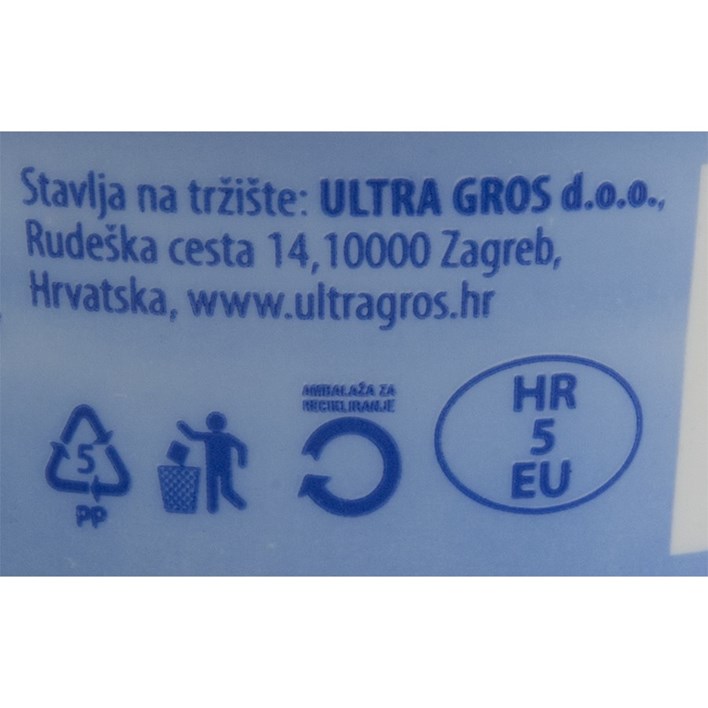 Stavlja na tržište: ULTRA GROS d.o.o.,
Rudeška cesta 14, 10000 Zagreb,
Hrvatska, www.ultragros.hr
5
PP
AMBALAŽA ZA
RECIKLIRANJE
HR
5
EU